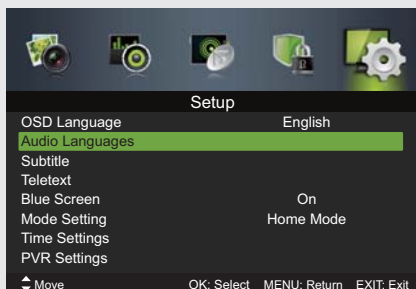 Setup
OSD Language English
Audio Languages
Subtitle
Teletext
Blue Screen On
Mode Setting Home Mode
Time Settings
PVR Settings
Move OK: Select MENU: Return EXIT: Exit